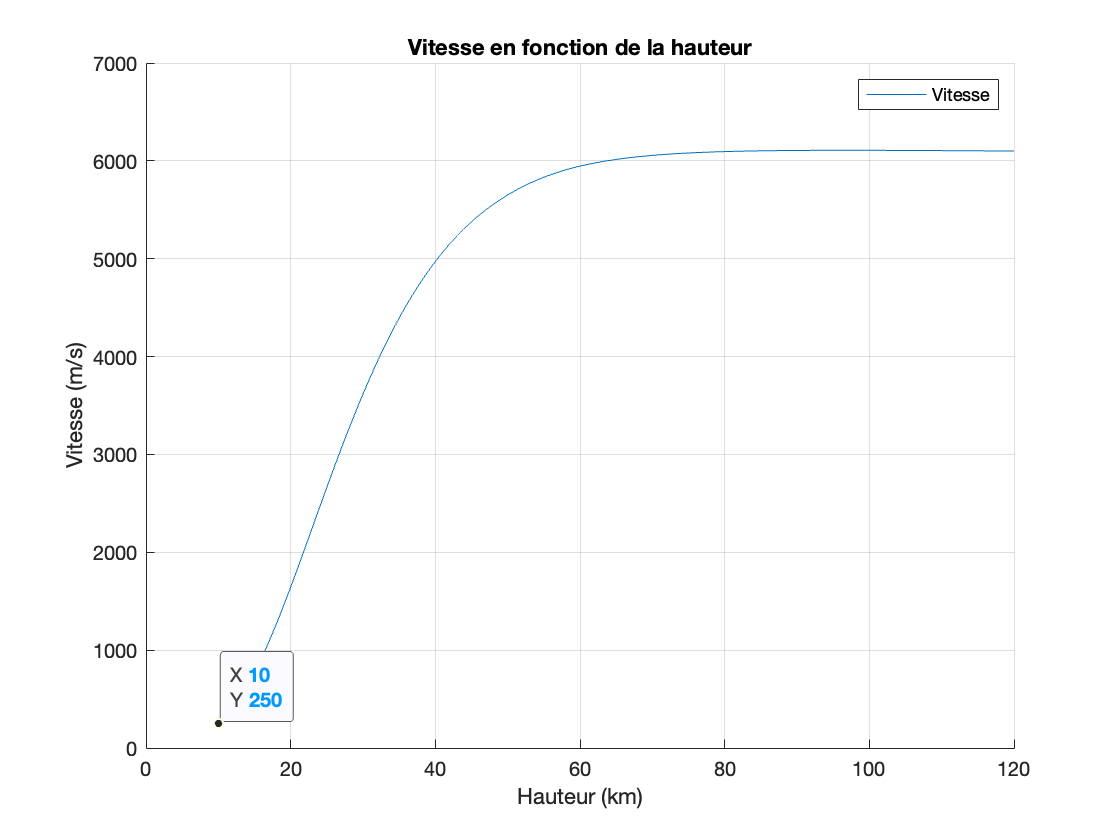 Vitesse en fonction de la hauteur
7000
Vitesse
6000
5000
4000
3000
2000
1000
0
Vitesse (m/s)
X 10
Y 250
0 20 40 60 80 100 120
Hauteur (km)